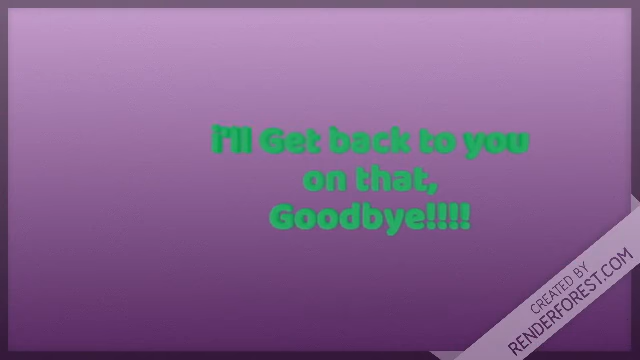 i'll Get back to you
on that,
Goodbye!!!!
CREATED BY
RENDERFOREST.COM